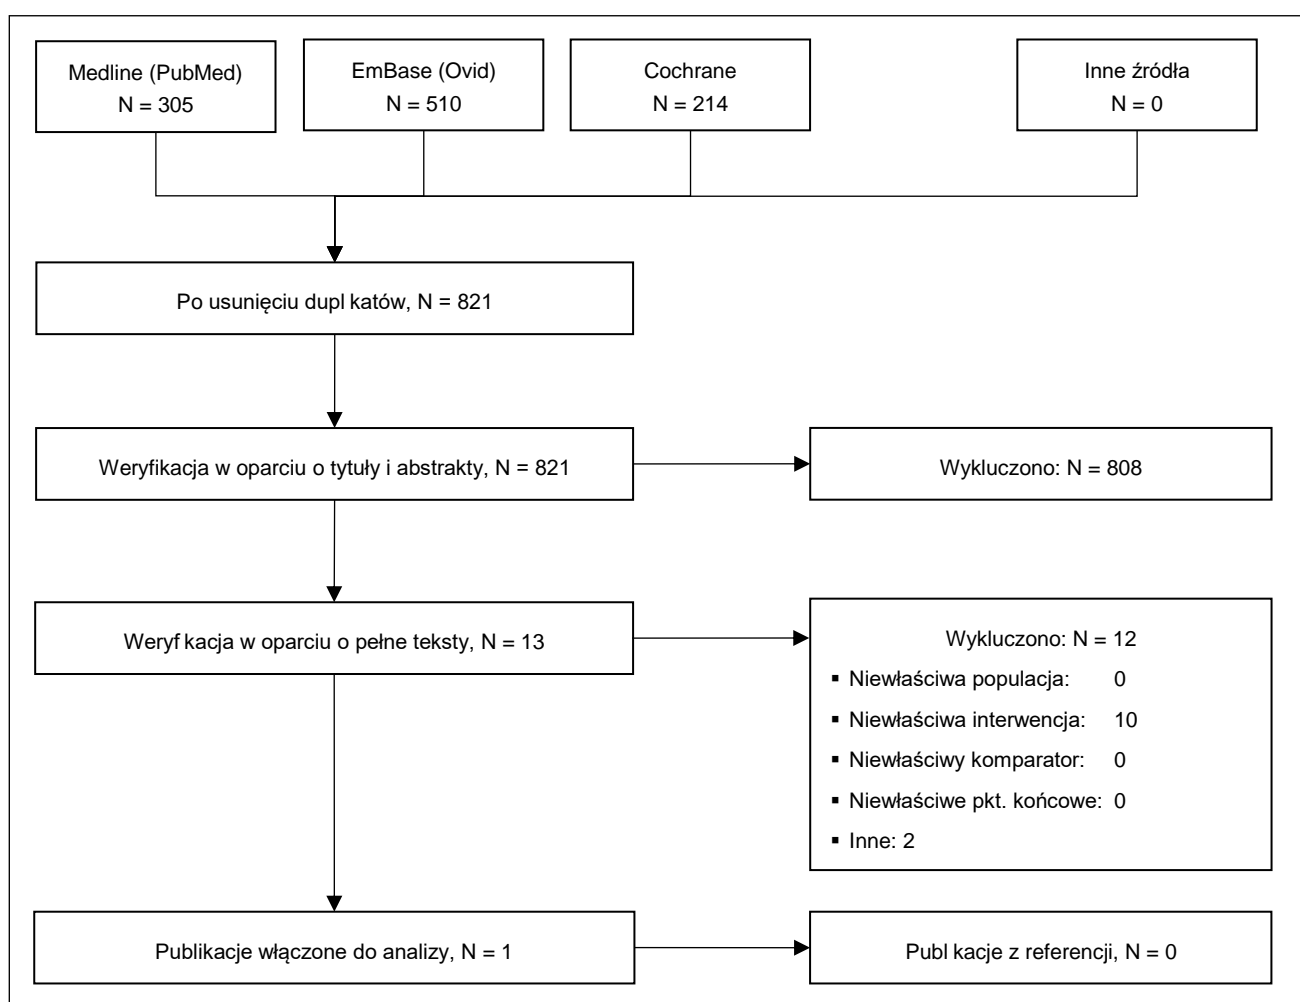 Medline (PubMed)
N = 305
EmBase (Ovid)
N = 510
Cochrane
N = 214
Inne źródła
N = 0
Po usunięciu dupl katów, N = 821
Weryfikacja w oparciu o tytuły i abstrakty, N = 821
Wykluczono: N = 808
Weryf kacja w oparciu o pełne teksty, N = 13
Wykluczono: N = 12
▪ Niewłaściwa populacja: 0
▪ Niewłaściwa interwencja: 10
▪ Niewłaściwy komparator: 0
▪ Niewłaściwe pkt. końcowe: 0
▪ Inne: 2
Publikacje włączone do analizy, N = 1
Publ kacje z referencji, N = 0